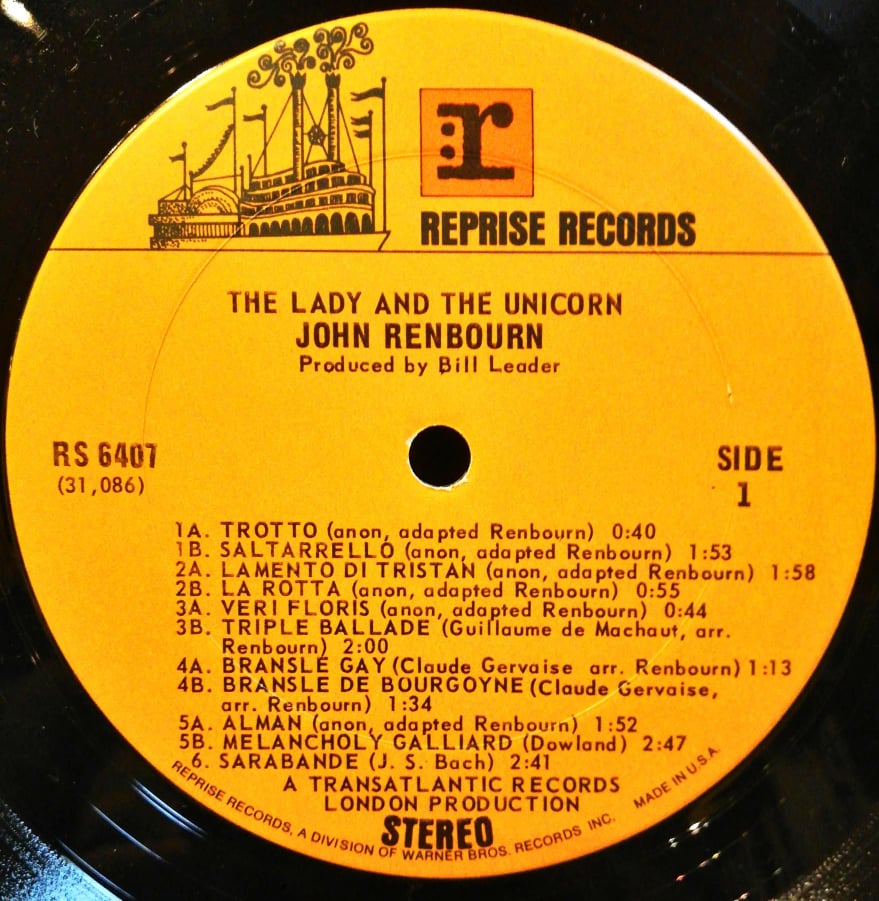 r
REPRISE RECORDS
THE LADY AND THE UNICORN
JOHN RENBOURN
Produced by Bill Leader
RS 6407
(31,086)
SIDE
1
1A. TROTTO (anon, adapted Renbourn) 0:40
1B. SALTARRELLO (anon, adapted Renbourn) 1:53
2A. LAMENTO DI TRISTAN (anon, adapted Renbourn) 1:58
2B. LA ROTTA (anon, adapted Renbourn) 0:55
3A. VERI FLORIS (anon, adapted Renbourn) 0:44
3B. TRIPLE BALLADE (Guillaume de Machaut, arr.
Renbourn) 2:00
4A. BRANSLE GAY (Claude Gervaise arr. Renbourn) 1:13
4B. BRANSLE DE BOURGOYNE (Claude Gervaise,
arr. Renbourn) 1:34
5A. ALMAN (anon, adapted Renbourn) 1:52
5B. MELANCHOLY GALLIARD (Dowland) 2:47
6. SARABANDE (J. S. Bach) 2:41
A TRANSATLANTIC RECORDS
LONDON PRODUCTION
STEREO
REPRISE RECORDS, A DIVISION OF WARNER BROS. RECORDS INC. MADE IN U.S.A.